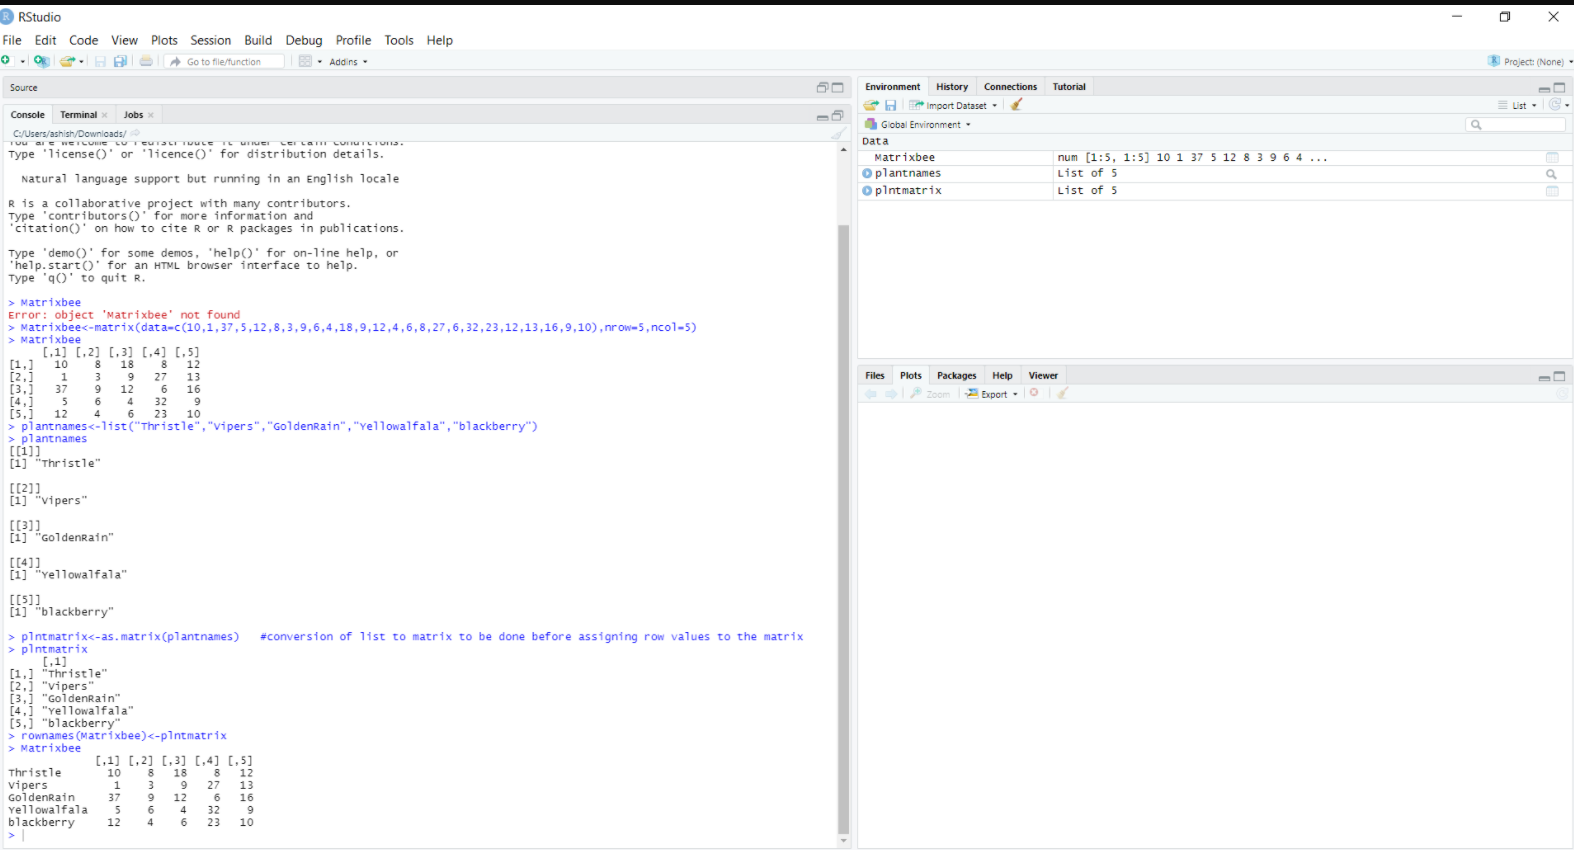 RStudio
File Edit Code View Plots Session Build Debug Profile Tools Help
Go to file/function Addins Project: (None)
Source
Console Terminal Jobs
C:/Users/ashish/Downloads/
You are welcome to redistribute it under certain conditions.
Type 'license()' or 'licence()' for distribution details.
Natural language support but running in an English locale
R is a collaborative project with many contributors.
Type 'contributors()' for more information and
'citation()' on how to cite R or R packages in publications.
Type 'demo()' for some demos, 'help()' for on-line help, or
'help.start()' for an HTML browser interface to help.
Type 'q()' to quit R.
> Matrixbee
Error: object 'Matrixbee' not found
> Matrixbee<-matrix(data=c(10,1,37,5,12,8,3,9,6,4,18,9,12,4,6,8,27,6,32,23,12,13,16,9,10),nrow=5,ncol=5)
> Matrixbee
[,1] [,2] [,3] [,4] [,5]
[1,] 10 8 18 8 12
[2,] 1 3 9 27 13
[3,] 37 9 12 6 16
[4,] 5 6 4 32 9
[5,] 12 4 6 23 10
> plantnames<-list("Thristle","Vipers","GoldenRain","Yellowalfala","blackberry")
> plantnames
[[1]]
[1] "Thristle"
[[2]]
[1] "Vipers"
[[3]]
[1] "GoldenRain"
[[4]]
[1] "Yellowalfala"
[[5]]
[1] "blackberry"
> plntmatrix<-as.matrix(plantnames) #conversion of list to matrix to be done before assigning row values to the matrix
> plntmatrix
[,1]
[1,] "Thristle"
[2,] "Vipers"
[3,] "GoldenRain"
[4,] "Yellowalfala"
[5,] "blackberry"
> rownames(Matrixbee)<-plntmatrix
> Matrixbee
[,1] [,2] [,3] [,4] [,5]
Thristle 10 8 18 8 12
Vipers 1 3 9 27 13
GoldenRain 37 9 12 6 16
Yellowalfala 5 6 4 32 9
blackberry 12 4 6 23 10
>
Environment History Connections Tutorial
Import Dataset List
Global Environment
Data
Matrixbee num [1:5, 1:5] 10 1 37 5 12 8 3 9 6 4 ...
plantnames List of 5
plntmatrix List of 5
Files Plots Packages Help Viewer
Zoom Export